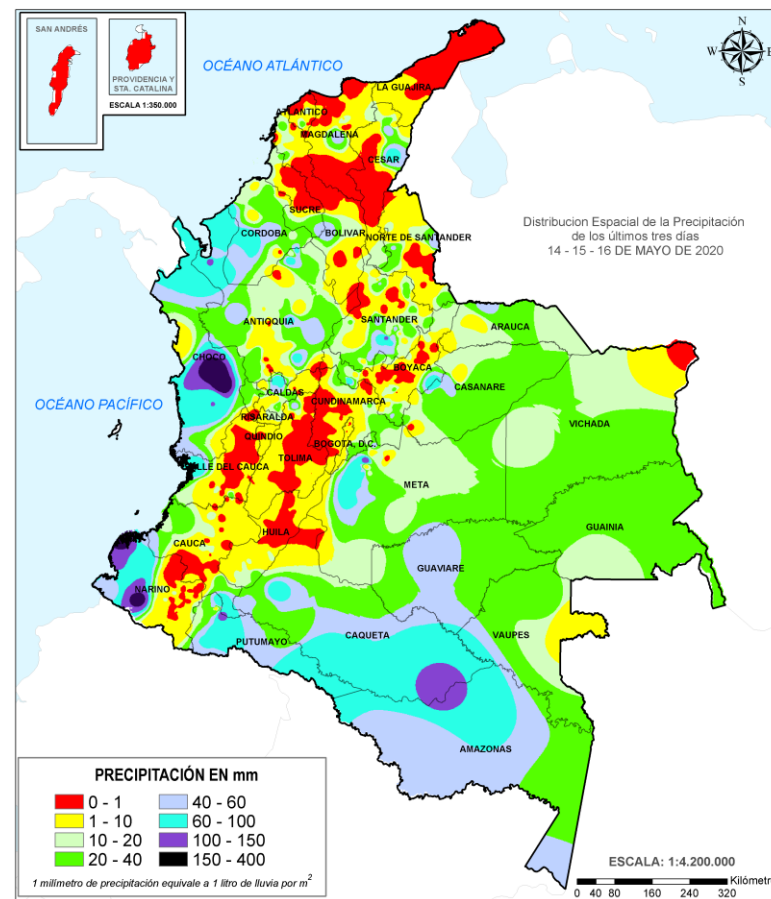 SAN ANDRÉS
PROVIDENCIA Y
STA. CATALINA
ESCALA 1:350.000
OCÉANO ATLÁNTICO
N
W
E
S
LA GUAJIRA
ATLANTICO
MAGDALENA
CESAR
SUCRE
CORDOBA
BOLIVAR
NORTE DE SANTANDER
Distribucion Espacial de la Precipitación
de los últimos tres días
14 - 15 - 16 DE MAYO DE 2020
ANTIOQUIA
SANTANDER
ARAUCA
CHOCO
BOYACA
CASANARE
CALDAS
CUNDINAMARCA
OCÉANO PACÍFICO
RISARALDA
VICHADA
QUINDIO
BOGOTA, D.C.
TOLIMA
VALLE DEL CAUCA
META
GUAINIA
HUILA
CAUCA
GUAVIARE
NARINO
CAQUETA
VAUPES
PUTUMAYO
AMAZONAS
PRECIPITACIÓN EN mm
0 - 1
40 - 60
1 - 10
60 - 100
10 - 20
100 - 150
20 - 40
150 - 400
1 milímetro de precipitación equivale a 1 litro de lluvia por m²
ESCALA: 1:4.200.000
Kilómetr
0 40 80 160 240 320